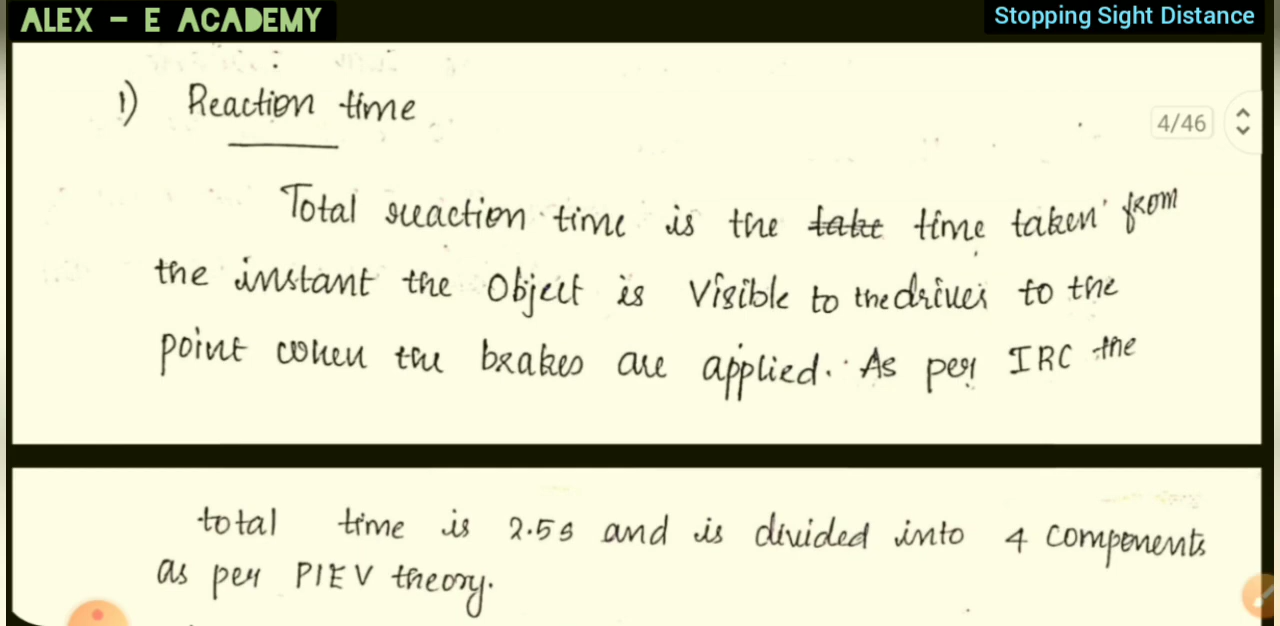 ALEX - E ACADEMY
Stopping Sight Distance
1) Reaction time
4/46
Total reaction time is the take time taken from
the instant the Object is Visible to the driver to the
point when the brakes are applied. As per IRC the
total time is 2.5s and is divided into 4 components
as per PIEV theory.